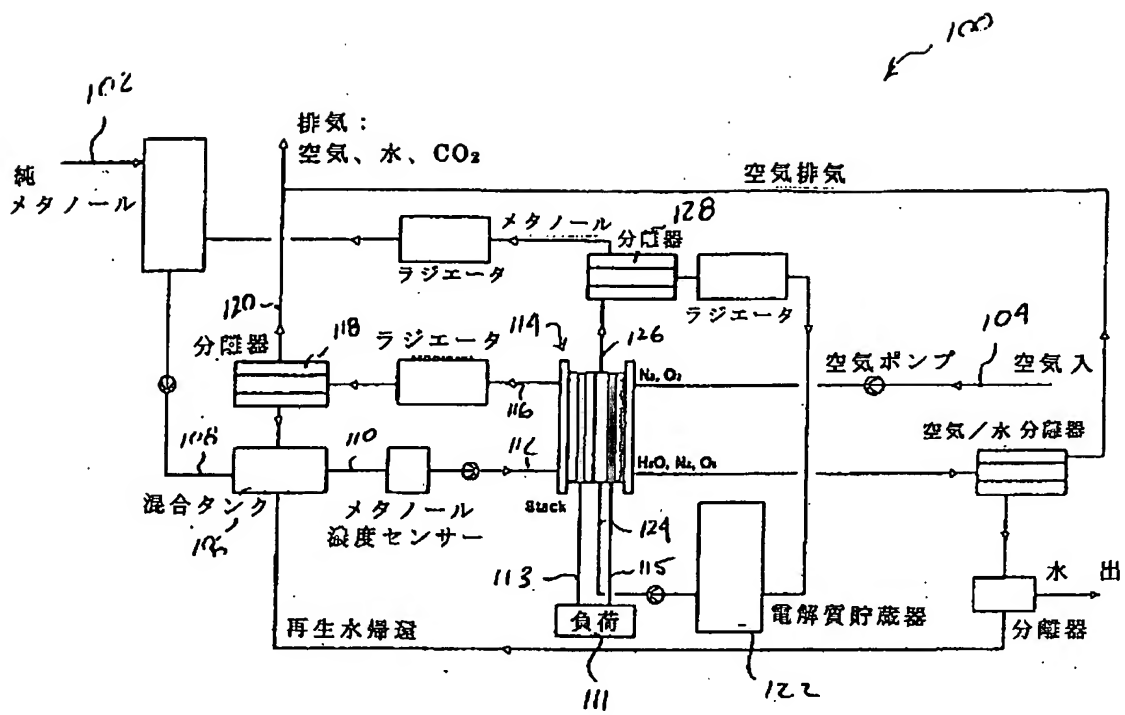 100
102
排気：
空気、水、CO₂
純
メタノール
空気排気
メタノール
128
分離器
ラジエータ
ラジエータ
120
118
分離器
ラジエータ
114
126
104
空気ポンプ
空気入
N₂, O₂
116
空気／水分離器
108
110
112
H₂O, N₂, O₂
混合タンク
106
メタノール
濃度センサー
Stack
124
113
115
水 出
負荷
電解質貯蔵器
分離器
再生水帰還
111
122